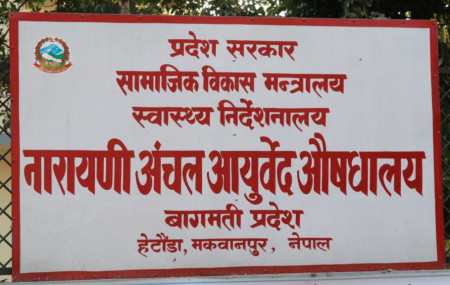 प्रदेश सरकार
सामाजिक विकास मन्त्रालय
स्वास्थ्य निर्देशनालय
नारायणी अंचल आयुर्वेद औषधालय
बागमती प्रदेश
हेटौंडा, मकवानपुर, नेपाल